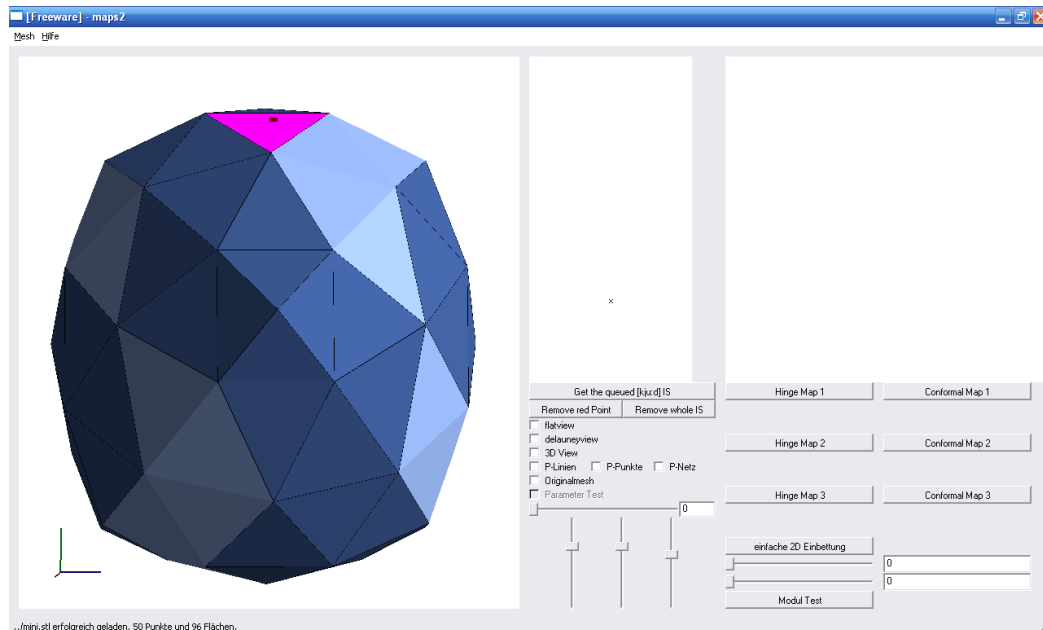 [Freeware] - maps2
Mesh Hilfe
x
Get the queued [kju:d] IS
Remove red Point Remove whole IS
flatview
delauneyview
3D View
P-Linien P-Punkte P-Netz
Originalmesh
Parameter Test
0
Hinge Map 1 Conformal Map 1
Hinge Map 2 Conformal Map 2
Hinge Map 3 Conformal Map 3
einfache 2D Einbettung
0
0
Modul Test
../mini.stl erfolgreich geladen. 50 Punkte und 96 Flächen.